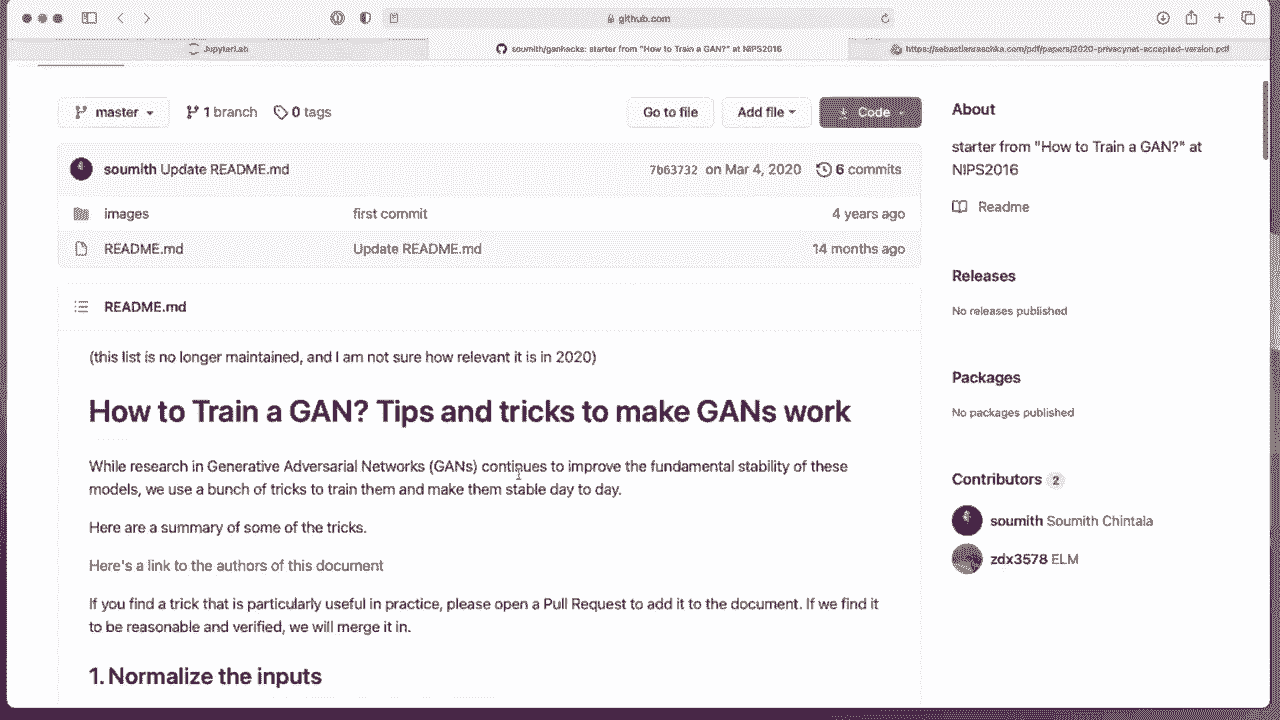 github.com
JupyterLab
soumith/ganhacks: starter from "How to Train a GAN?" at NIPS2016
https://sebastianraschka.com/pdf/papers/2020-privacynet-accepted-version.pdf
master
1 branch
0 tags
Go to file
Add file
Code
soumith Update README.md
7b63732 on Mar 4, 2020
6 commits
images
first commit
4 years ago
README.md
Update README.md
14 months ago
README.md
(this list is no longer maintained, and I am not sure how relevant it is in 2020)
How to Train a GAN? Tips and tricks to make GANs work
While research in Generative Adversarial Networks (GANs) continues to improve the fundamental stability of these
models, we use a bunch of tricks to train them and make them stable day to day.
Here are a summary of some of the tricks.
Here's a link to the authors of this document
If you find a trick that is particularly useful in practice, please open a Pull Request to add it to the document. If we find it
to be reasonable and verified, we will merge it in.
1. Normalize the inputs
About
starter from "How to Train a GAN?" at
NIPS2016
Readme
Releases
No releases published
Packages
No packages published
Contributors 2
soumith Soumith Chintala
zdx3578 ELM